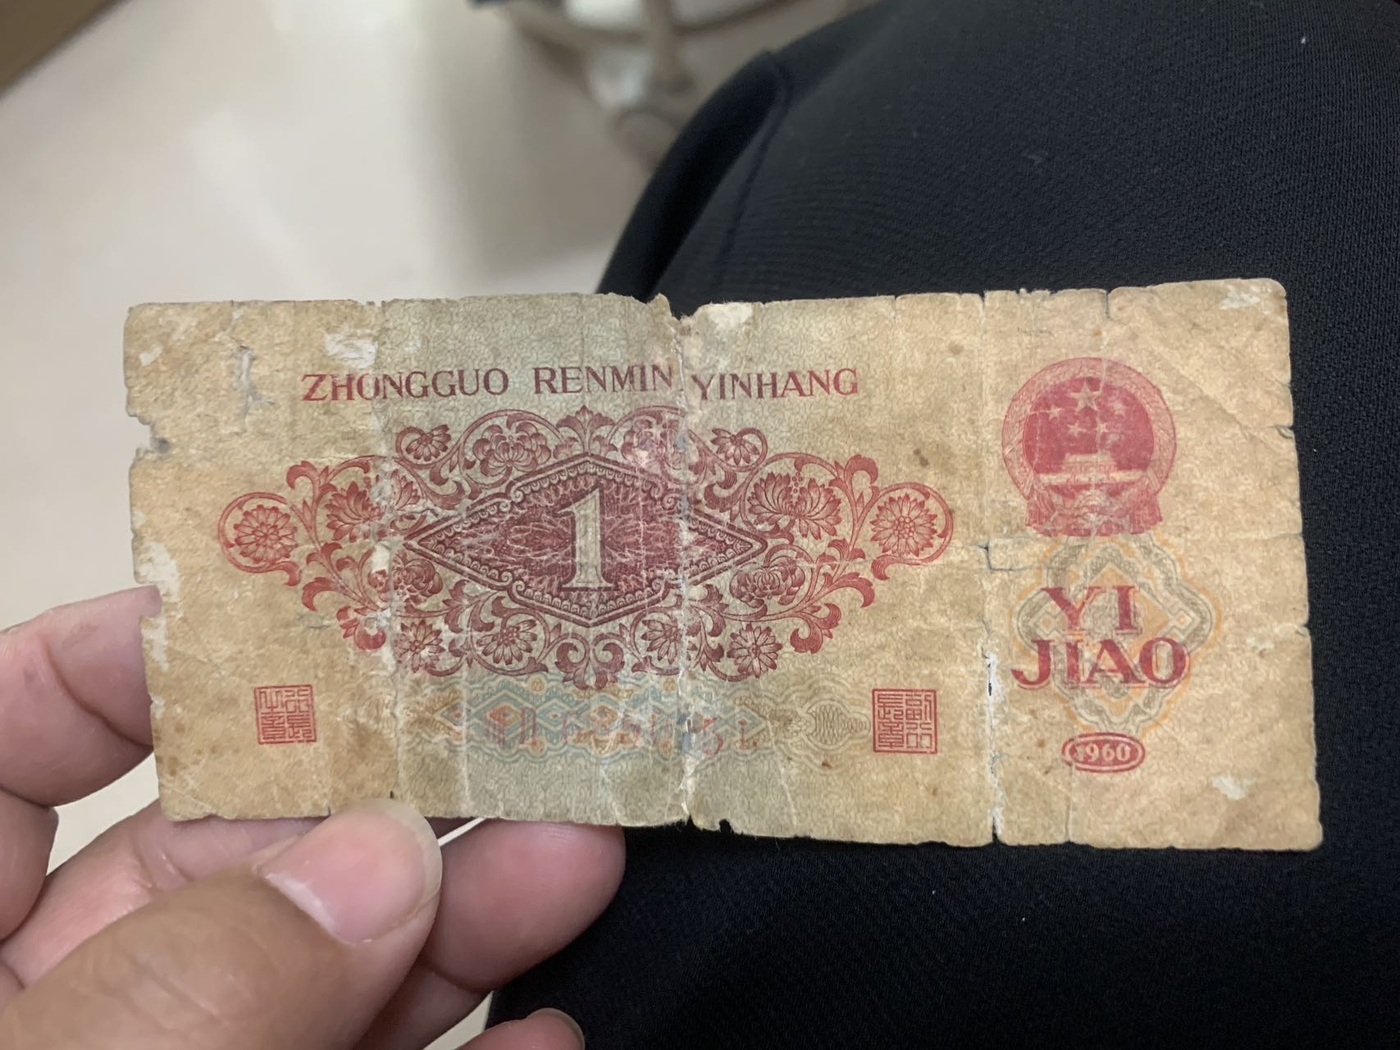 ZHONGGUO RENMIN YINHANG
1
YI
JIAO
1960